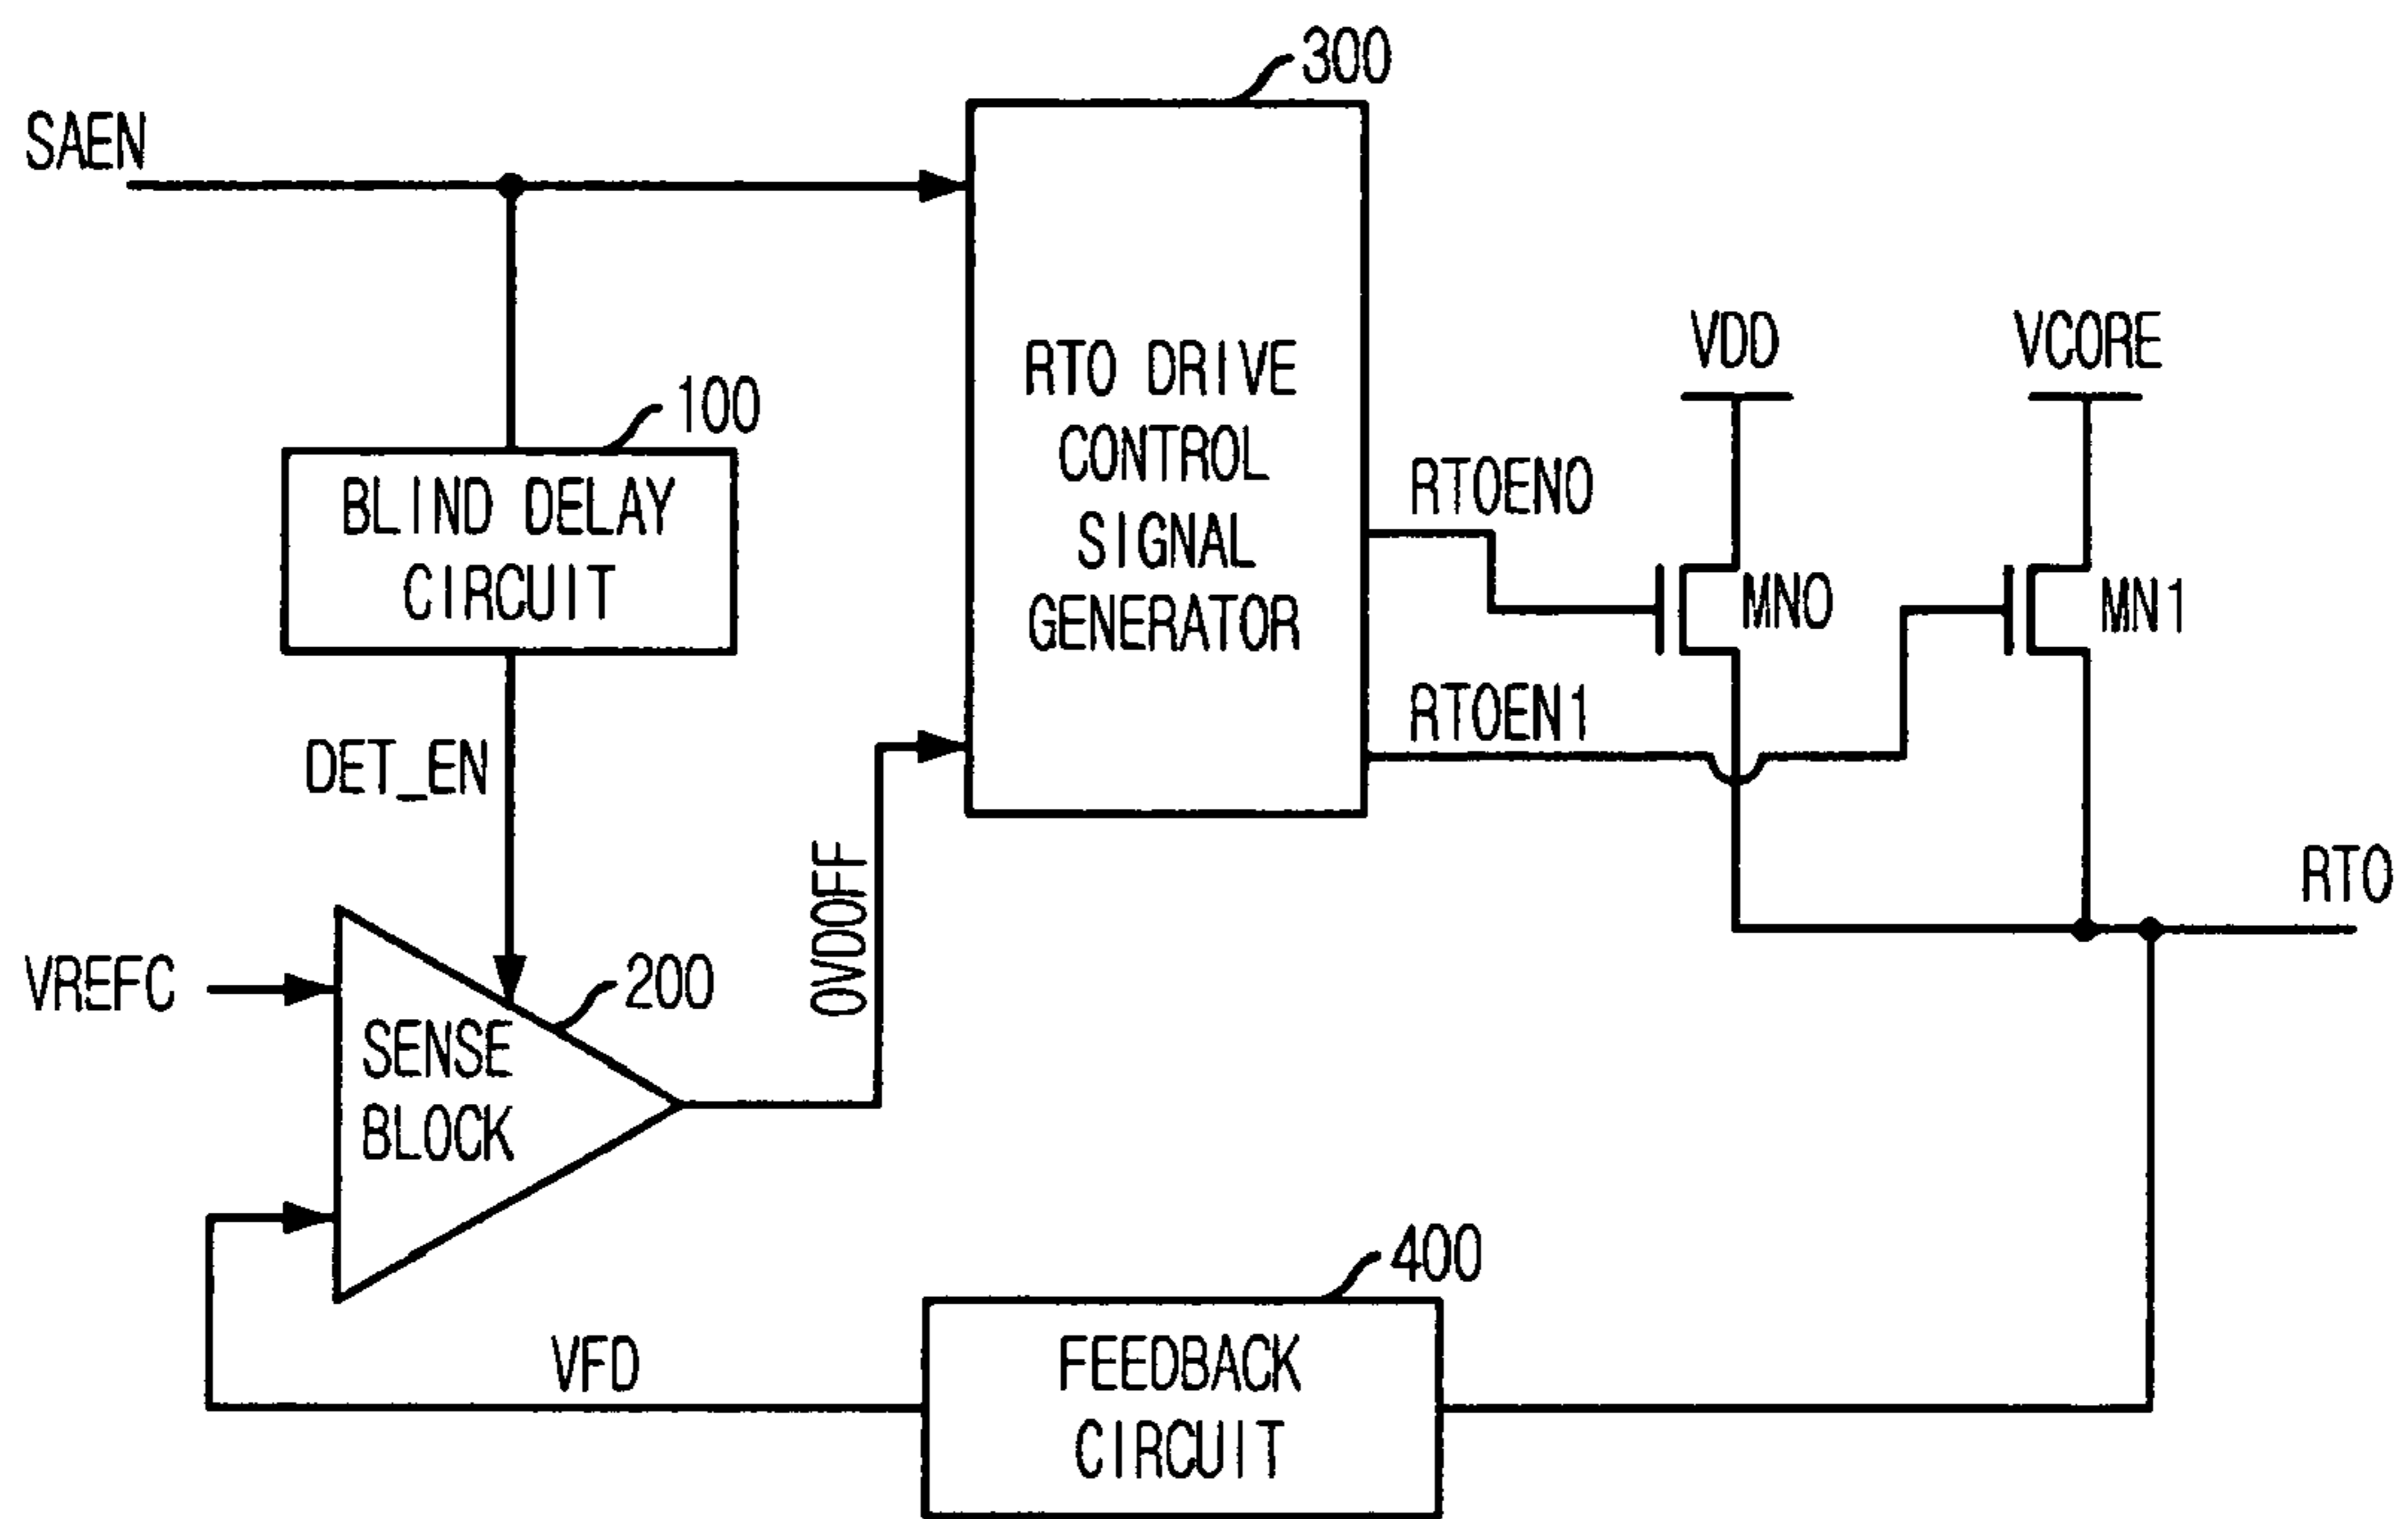 300
SAEN
100
BLIND DELAY
CIRCUIT
RTO DRIVE
CONTROL
SIGNAL
GENERATOR
VDD
VCORE
RTOEN0
MN0
MN1
RTOEN1
DET_EN
OVDOFF
RTO
VREFC
200
SENSE
BLOCK
400
VFD
FEEDBACK
CIRCUIT